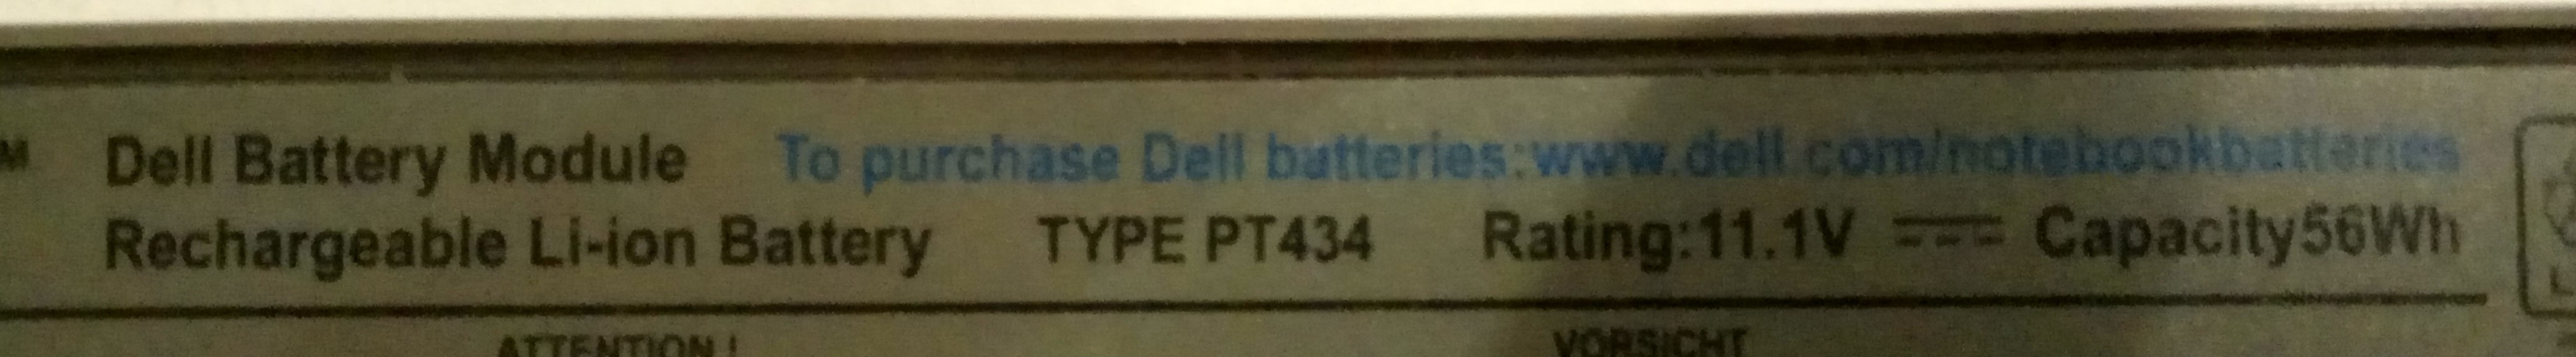 M Dell Battery Module To purchase Dell batteries:www.dell.com/notebookbatteries
Rechargeable Li-ion Battery TYPE PT434 Rating:11.1V ⎓ Capacity56Wh
ATTENTION ! VORSICHT